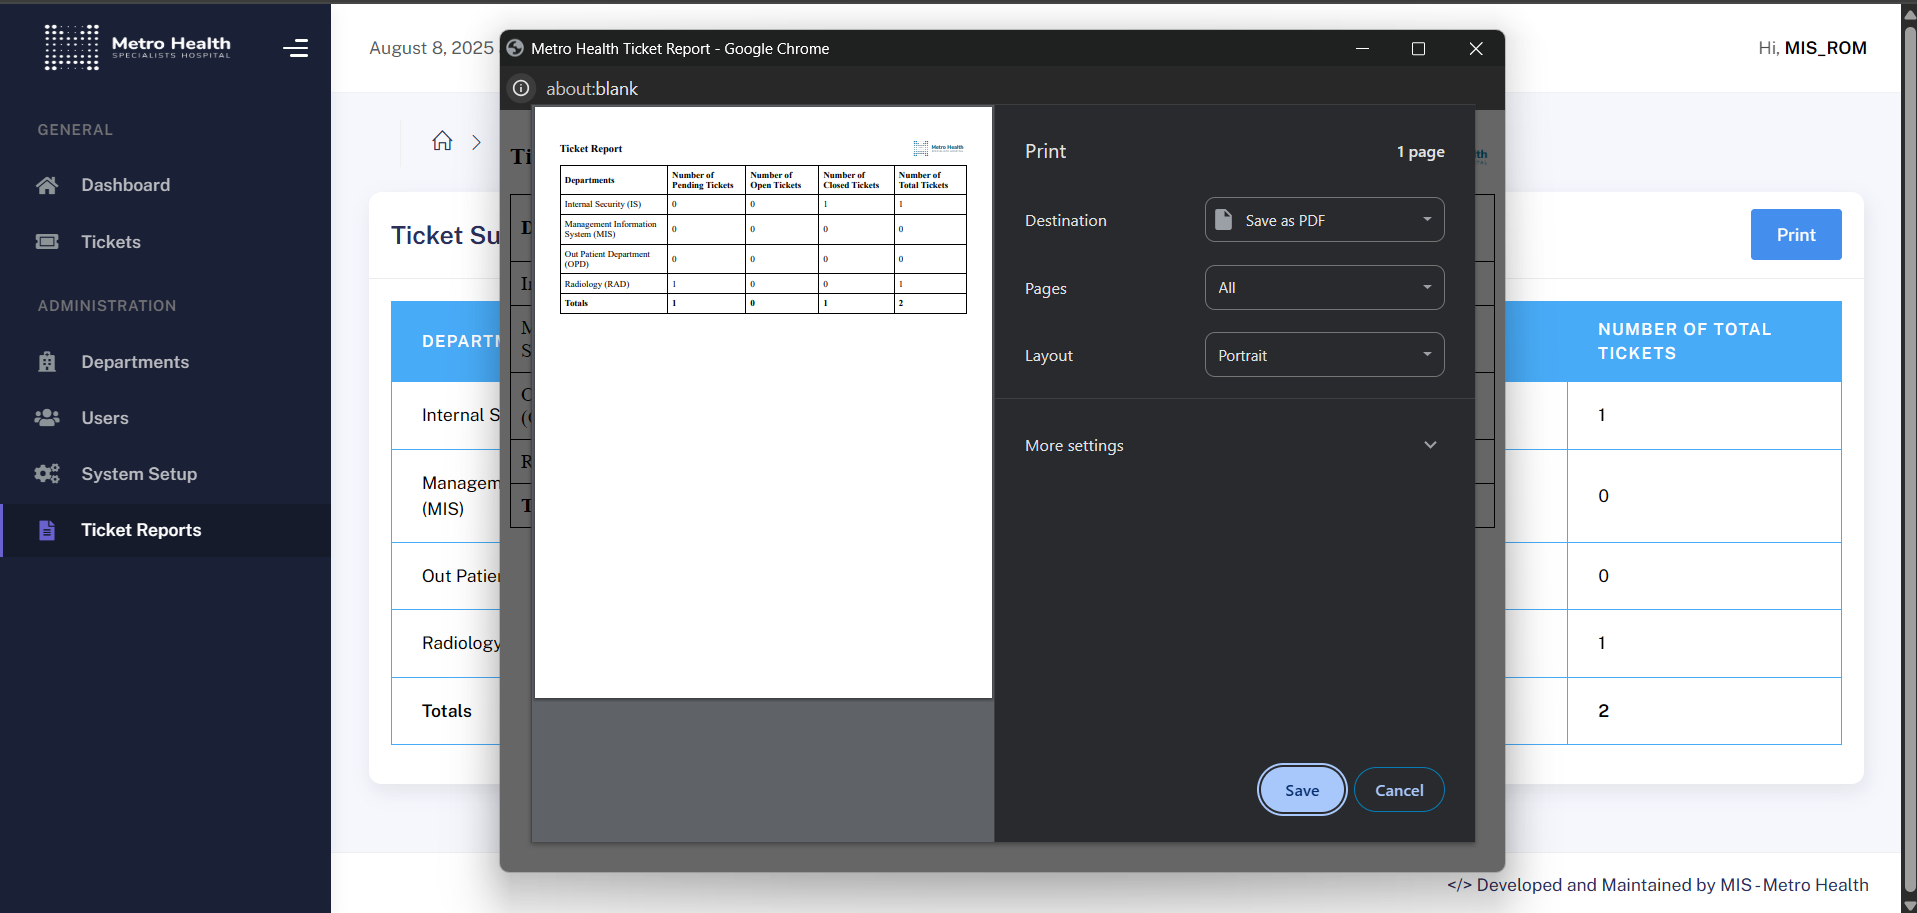 Metro Health
SPECIALISTS HOSPITAL
GENERAL
Dashboard
Tickets
ADMINISTRATION
Departments
Users
System Setup
Ticket Reports
August 8, 2025
Hi, MIS_ROM
Ticket Su
Print
DEPARTM
NUMBER OF TOTAL
TICKETS
Internal S
1
Managem
(MIS)
0
Out Patie
0
Radiology
1
Totals
2
</> Developed and Maintained by MIS - Metro Health
Metro Health Ticket Report - Google Chrome
about:blank
Ti
Ticket Report
Metro Health
Departments Number of Pending Tickets Number of Open Tickets Number of Closed Tickets Number of Total Tickets
Internal Security (IS) 0 0 1 1
Management Information
System (MIS) 0 0 0 0
Out Patient Department
(OPD) 0 0 0 0
Radiology (RAD) 1 0 0 1
Totals 1 0 1 2
Print
1 page
Destination
Save as PDF
Pages
All
Layout
Portrait
More settings
Save
Cancel